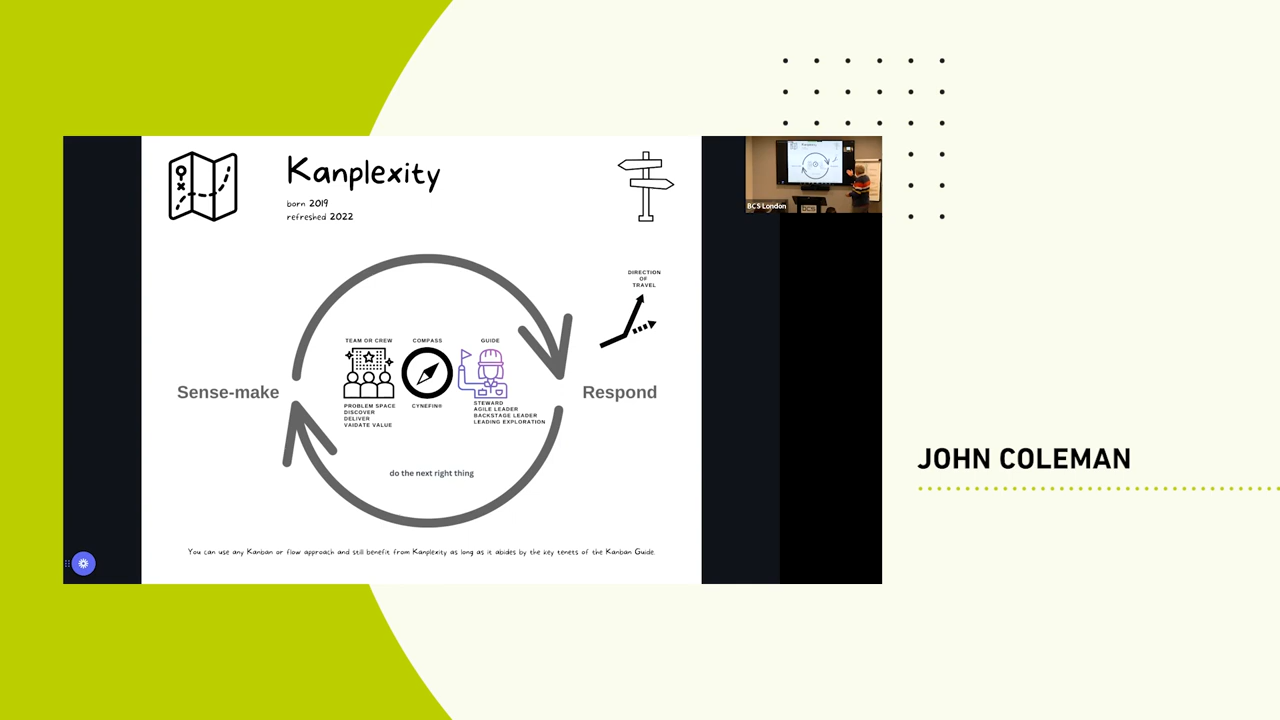 Kanplexity
born 2019
refreshed 2022
BCS London
DIRECTION
OF
TRAVEL
TEAM OR CREW
COMPASS
GUIDE
Sense-make
Respond
PROBLEM SPACE
DISCOVER
DELIVER
VAIDATE VALUE
CYNEFIN®
STEWARD
AGILE LEADER
BACKSTAGE LEADER
LEADING EXPLORATION
do the next right thing
You can use any Kanban or flow approach and still benefit from Kanplexity as long as it abides by the key tenets of the Kanban Guide.
JOHN COLEMAN